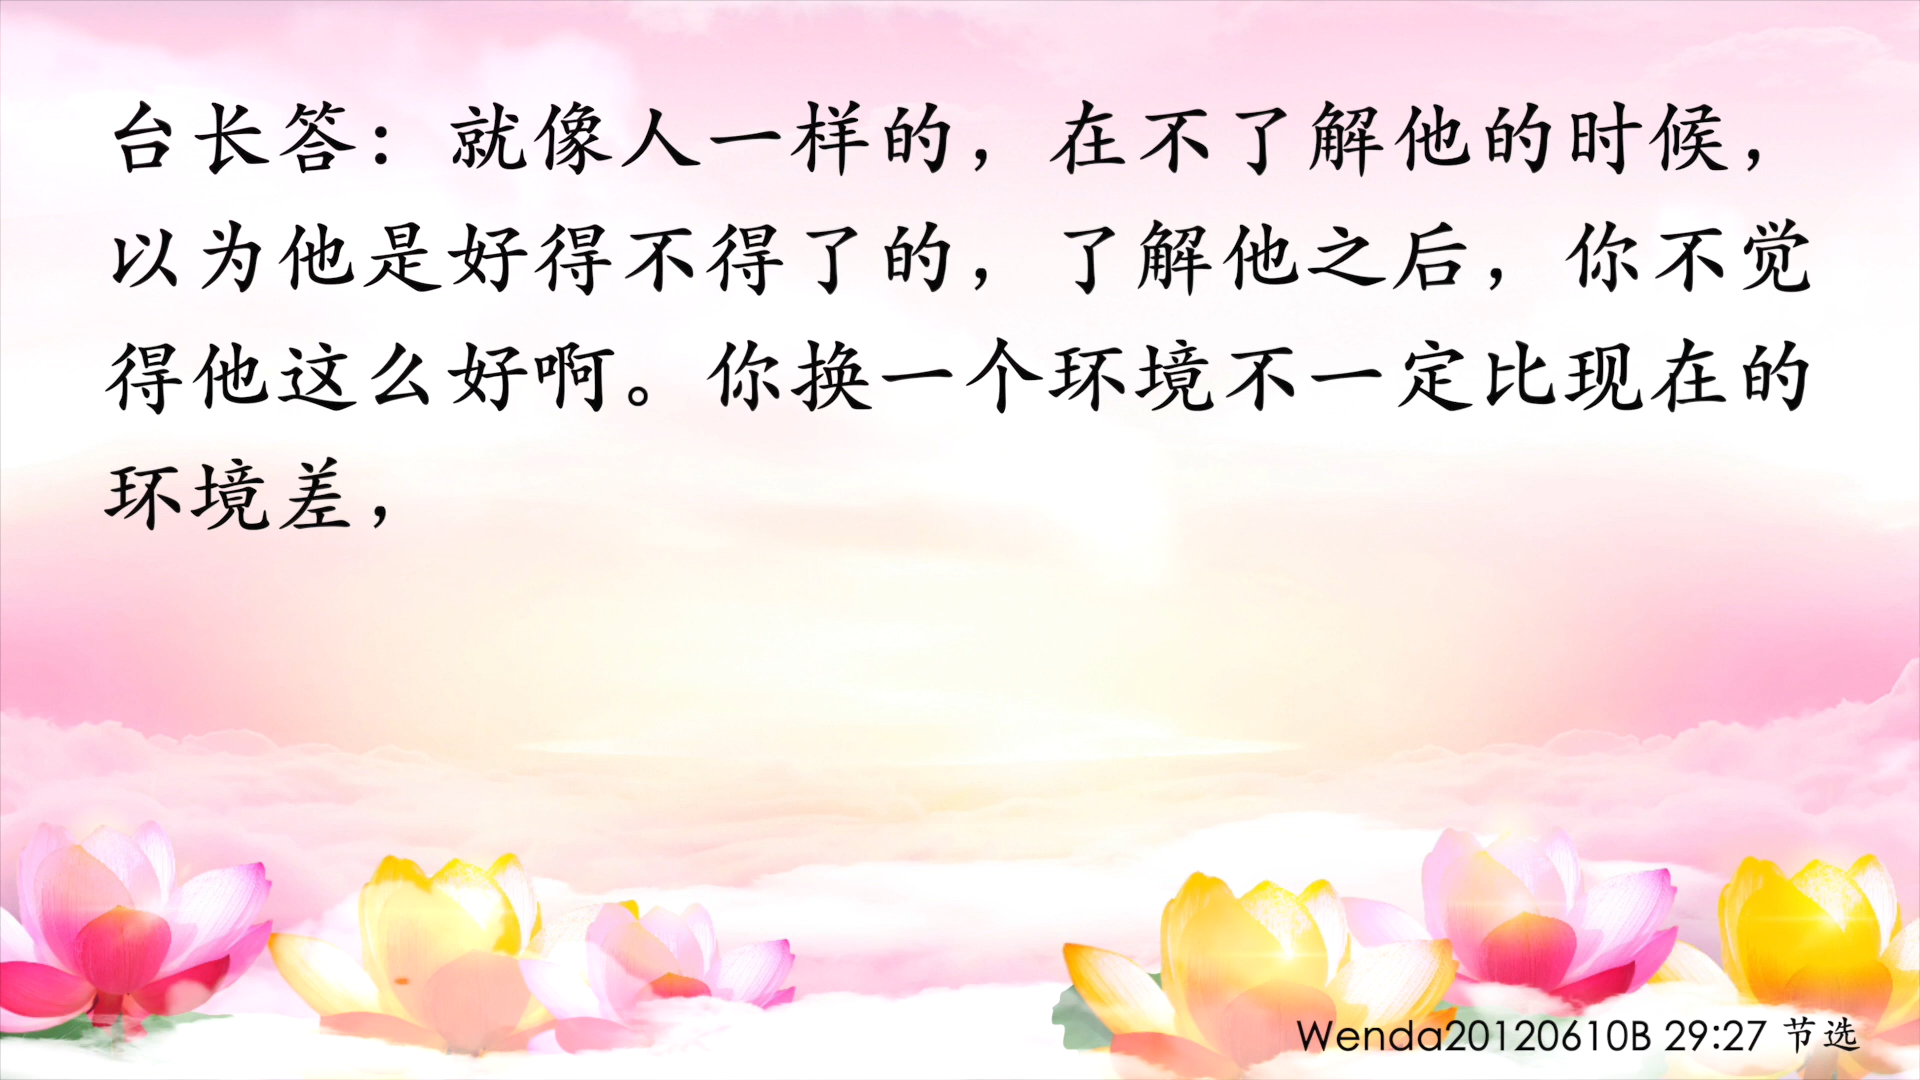 台长答：就像人一样的，在不了解他的时候，
以为他是好得不得了的，了解他之后，你不觉
得他这么好啊。你换一个环境不一定比现在的
环境差，
Wenda20120610B 29:27 节选